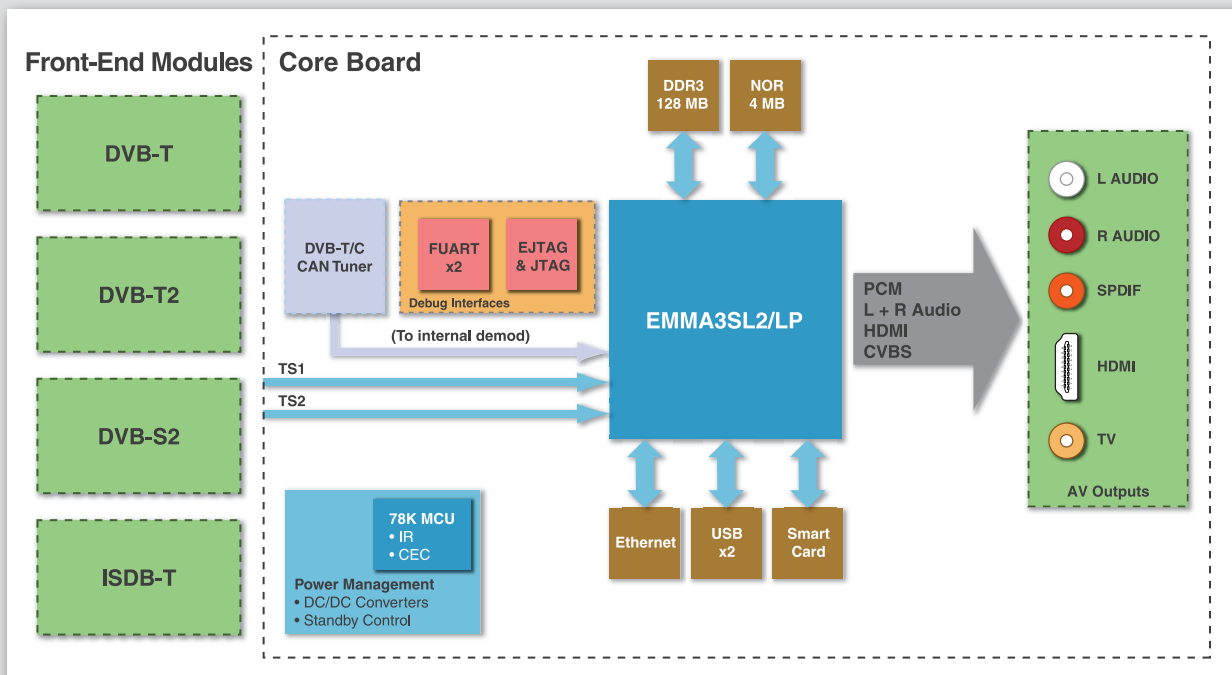 Front-End Modules
DVB-T
DVB-T2
DVB-S2
ISDB-T
Core Board
DDR3
128 MB
NOR
4 MB
DVB-T/C
CAN Tuner
FUART
x2
EJTAG
& JTAG
Debug Interfaces
(To internal demod)
TS1
TS2
EMMA3SL2/LP
78K MCU
• IR
• CEC
Power Management
• DC/DC Converters
• Standby Control
Ethernet
USB
x2
Smart
Card
PCM
L + R Audio
HDMI
CVBS
L AUDIO
R AUDIO
SPDIF
HDMI
TV
AV Outputs